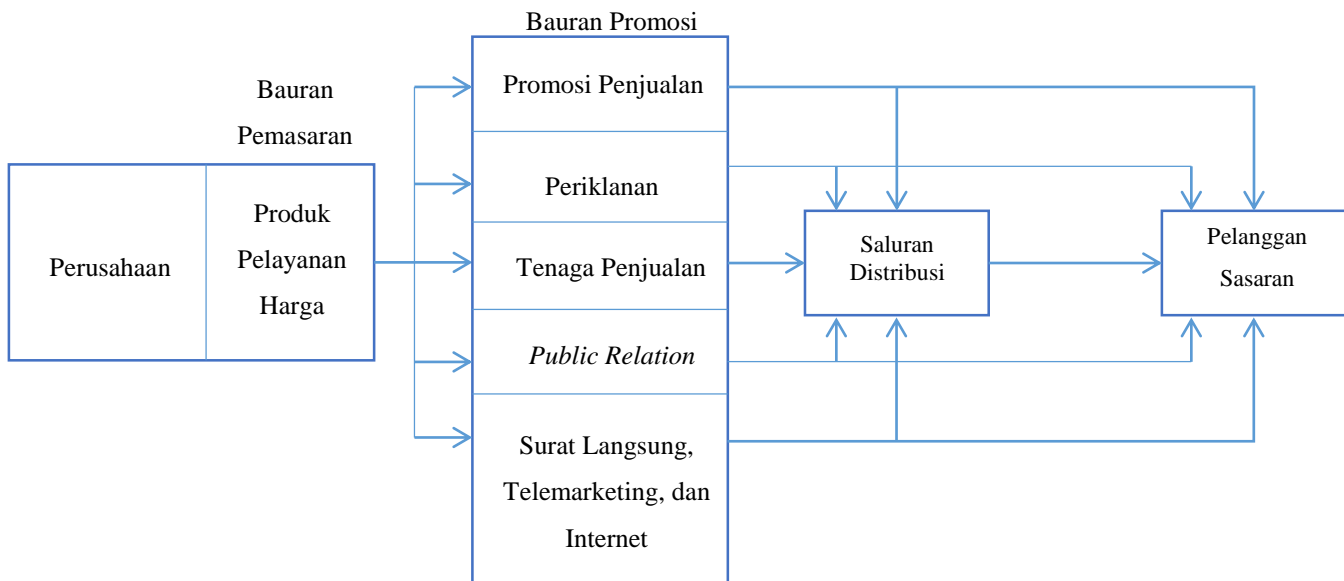 Bauran Promosi
Bauran
Pemasaran
Perusahaan
Produk
Pelayanan
Harga
Promosi Penjualan
Periklanan
Tenaga Penjualan
Public Relation
Surat Langsung,
Telemarketing, dan
Internet
Saluran
Distribusi
Pelanggan
Sasaran